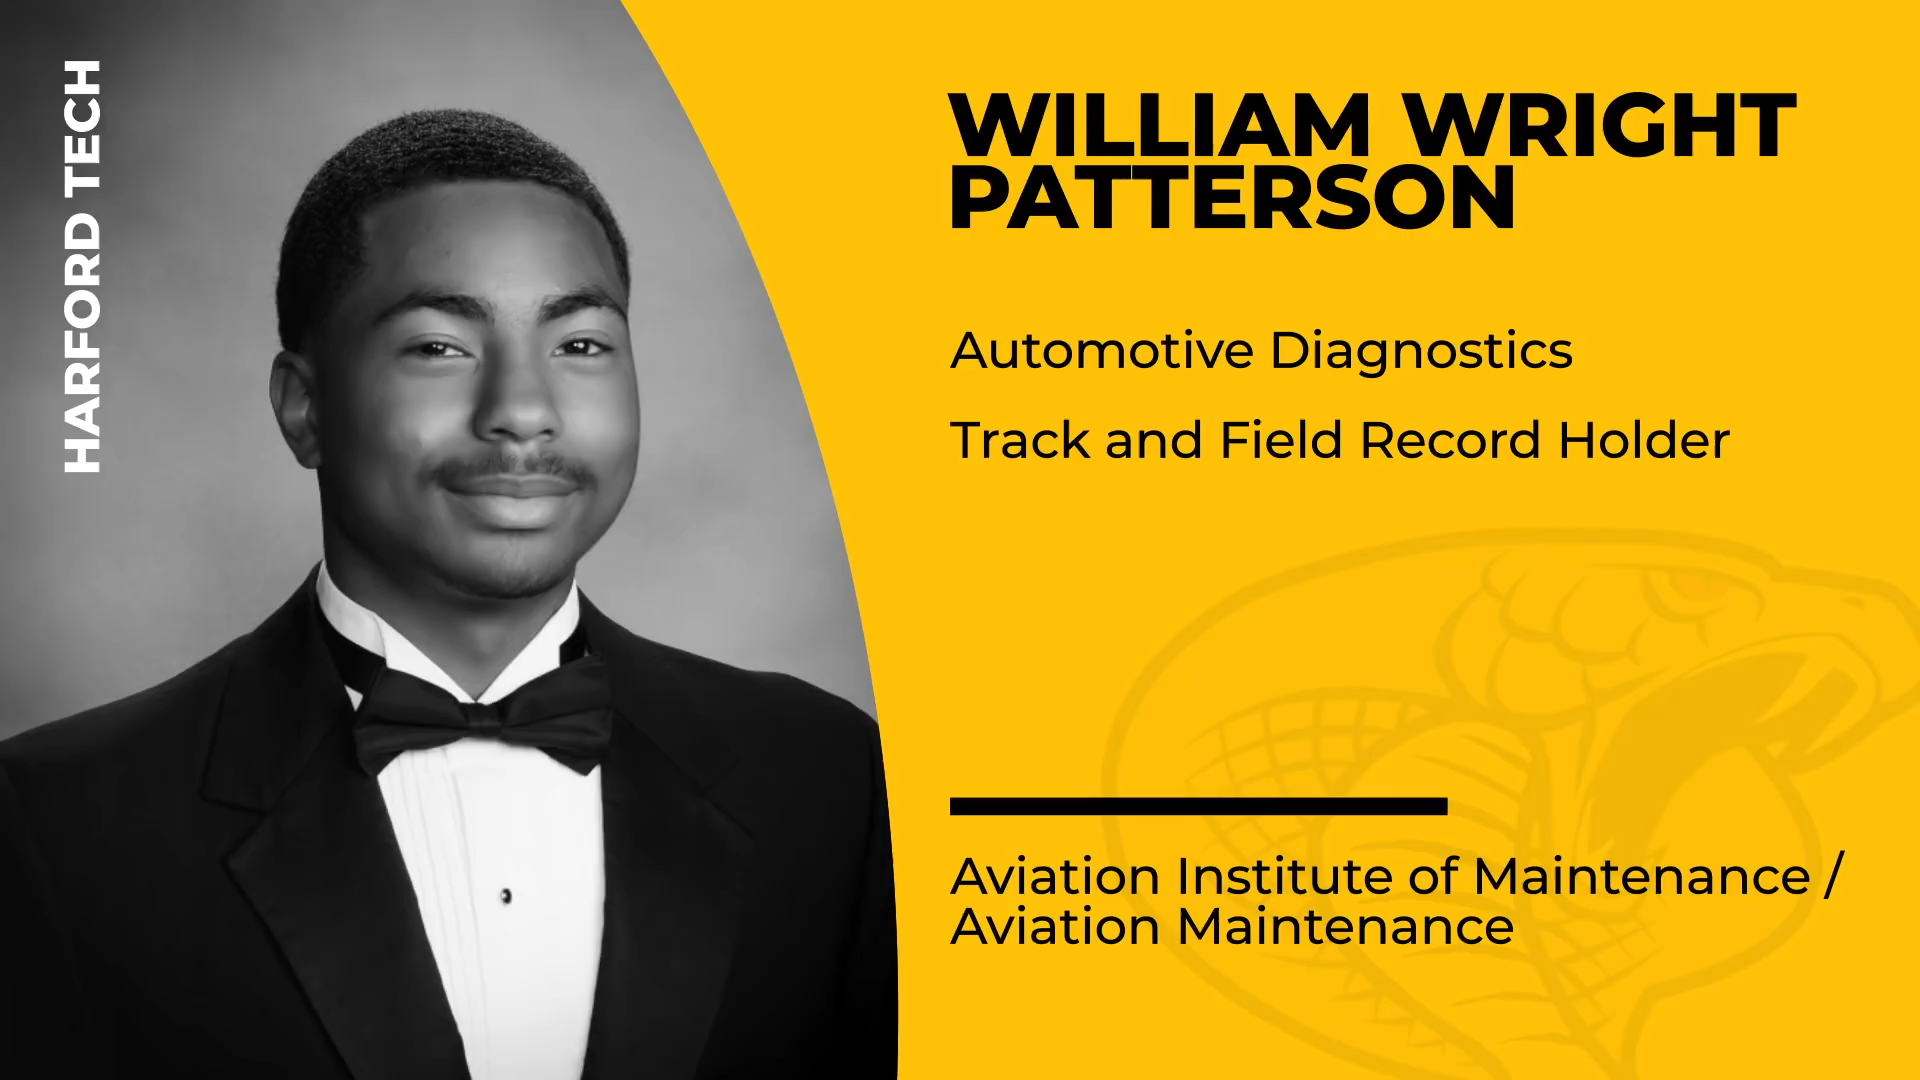 HARFORD TECH
WILLIAM WRIGHT
PATTERSON
Automotive Diagnostics
Track and Field Record Holder
Aviation Institute of Maintenance /
Aviation Maintenance